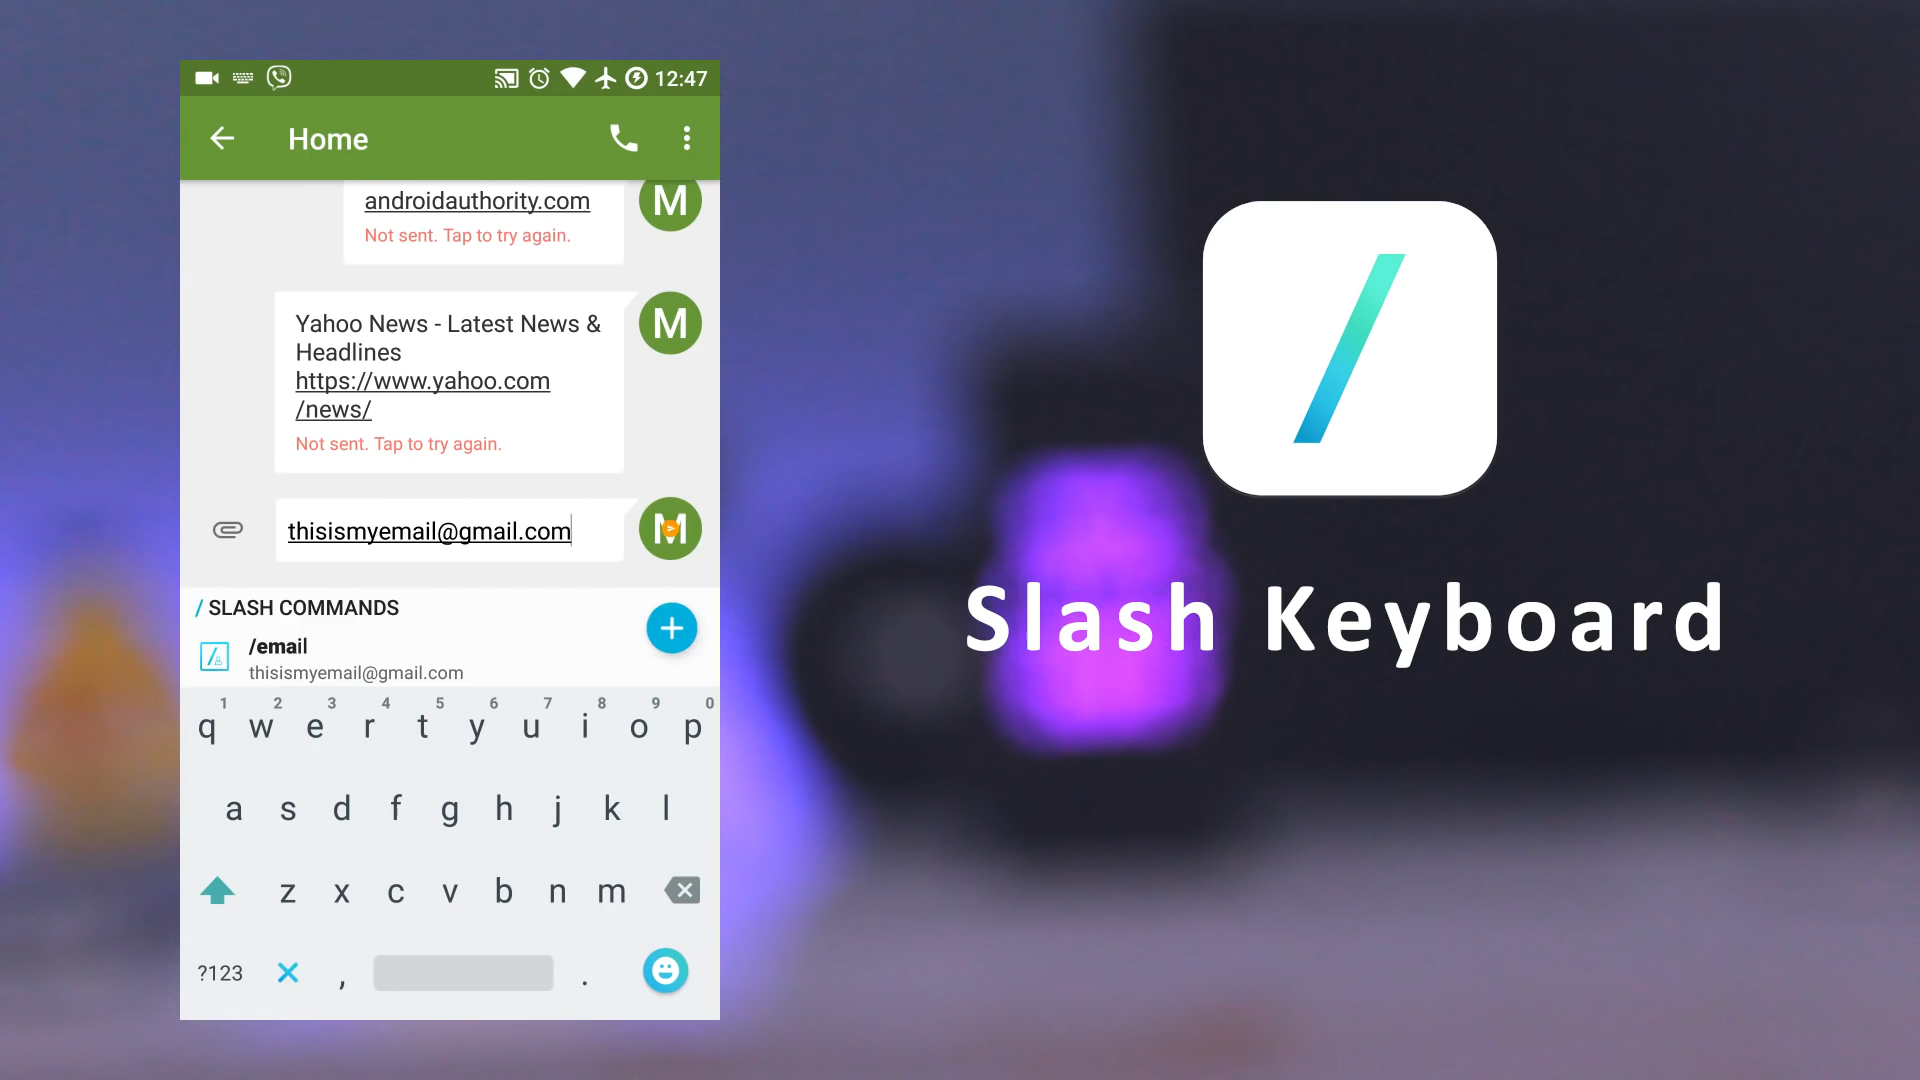 12:47
Home
androidauthority.com
Not sent. Tap to try again.
M
Yahoo News - Latest News &
Headlines
https://www.yahoo.com
/news/
Not sent. Tap to try again.
M
thisismyemail@gmail.com
M
/ SLASH COMMANDS
/email
thisismyemail@gmail.com
1 2 3 4 5 6 7 8 9 0
q w e r t y u i o p
a s d f g h j k l
z x c v b n m
?123 , .
/
Slash Keyboard